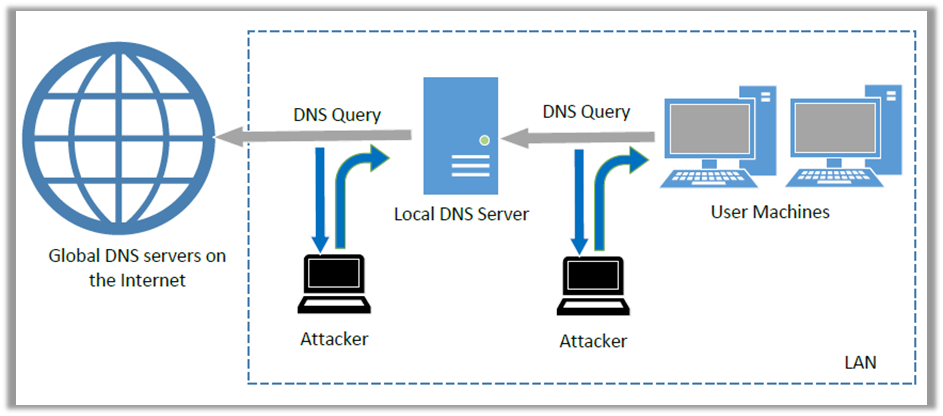 DNS Query
DNS Query
Local DNS Server
User Machines
Global DNS servers on
the Internet
Attacker
Attacker
LAN